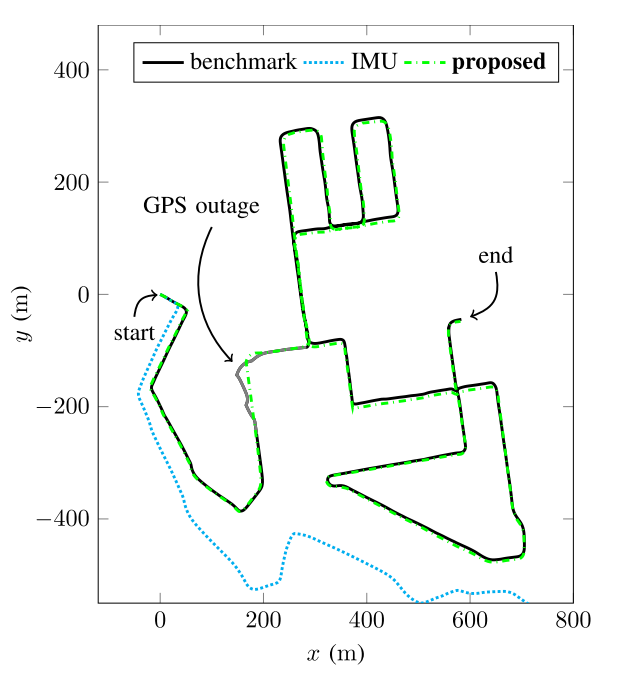 benchmark IMU proposed
400
200
0
−200
−400
y (m)
GPS outage
end
start
0 200 400 600 800
x (m)